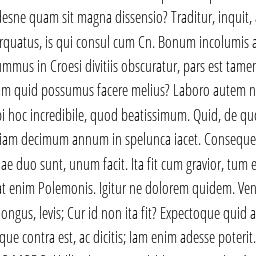 desne quam sit magna dissensio? Traditur, inquit,
rquatus, is qui consul cum Cn. Bonum incolumis a
ummus in Croesi divitiis obscuratur, pars est tamen
m quid possumus facere melius? Laboro autem n
oi hoc incredibile, quod beatissimum. Quid, de quo
iam decimum annum in spelunca iacet. Conseque
ae duo sunt, unum facit. Ita fit cum gravior, tum e
at enim Polemonis. Igitur ne dolorem quidem. Ven
ongus, levis; Cur id non ita fit? Expectoque quid a
que contra est, ac dicitis; Iam enim adesse poterit.